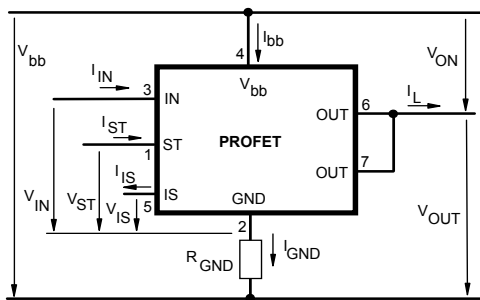 I bb
4
V bb
V ON
I IN
3
V bb
I L
IN
6
OUT
I ST
PROFET
1
ST
7
I IS
OUT
V IN
V ST
V IS
IS
5
GND
V OUT
2
R GND
I GND